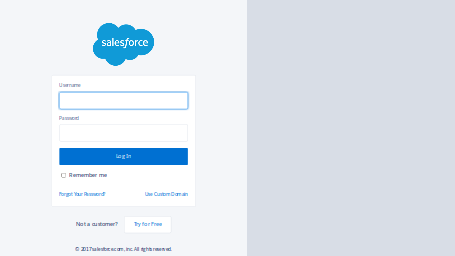 salesforce
Username
Password
Log In
Remember me
Forgot Your Password? Use Custom Domain
Not a customer? Try for Free
© 2017 salesforce.com, inc. All rights reserved.